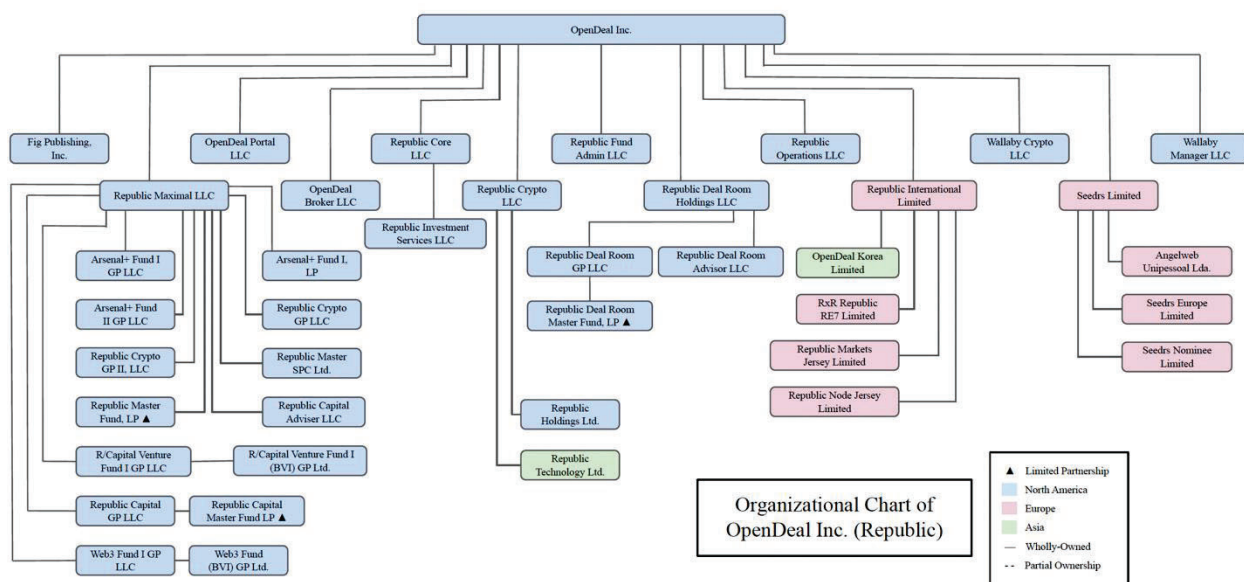 OpenDeal Inc.
Fig Publishing,
Inc.
OpenDeal Portal
LLC
Republic Core
LLC
Republic Fund
Admin LLC
Republic
Operations LLC
Wallaby Crypto
LLC
Wallaby
Manager LLC
Republic Maximal LLC
OpenDeal
Broker LLC
Republic Crypto
LLC
Republic Deal Room
Holdings LLC
Republic International
Limited
Seedrs Limited
Republic Investment
Services LLC
Arsenal+ Fund I
GP LLC
Arsenal+ Fund I,
LP
Republic Deal Room
GP LLC
Republic Deal Room
Advisor LLC
OpenDeal Korea
Limited
Angelweb
Unipessoal Lda.
Arsenal+ Fund
II GP LLC
Republic Crypto
GP LLC
Republic Deal Room
Master Fund, LP ▲
RxR Republic
RE7 Limited
Seedrs Europe
Limited
Republic Crypto
GP II, LLC
Republic Master
SPC Ltd.
Republic Markets
Jersey Limited
Seedrs Nominee
Limited
Republic Master
Fund, LP ▲
Republic Capital
Adviser LLC
Republic
Holdings Ltd.
Republic Node Jersey
Limited
R/Capital Venture
Fund I GP LLC
R/Capital Venture Fund I
(BVI) GP Ltd.
Republic
Technology Ltd.
Republic Capital
GP LLC
Republic Capital
Master Fund LP ▲
Web3 Fund I GP
LLC
Web3 Fund
(BVI) GP Ltd.
Organizational Chart of
OpenDeal Inc. (Republic)
▲ Limited Partnership
North America
Europe
Asia
— Wholly-Owned
-- Partial Ownership